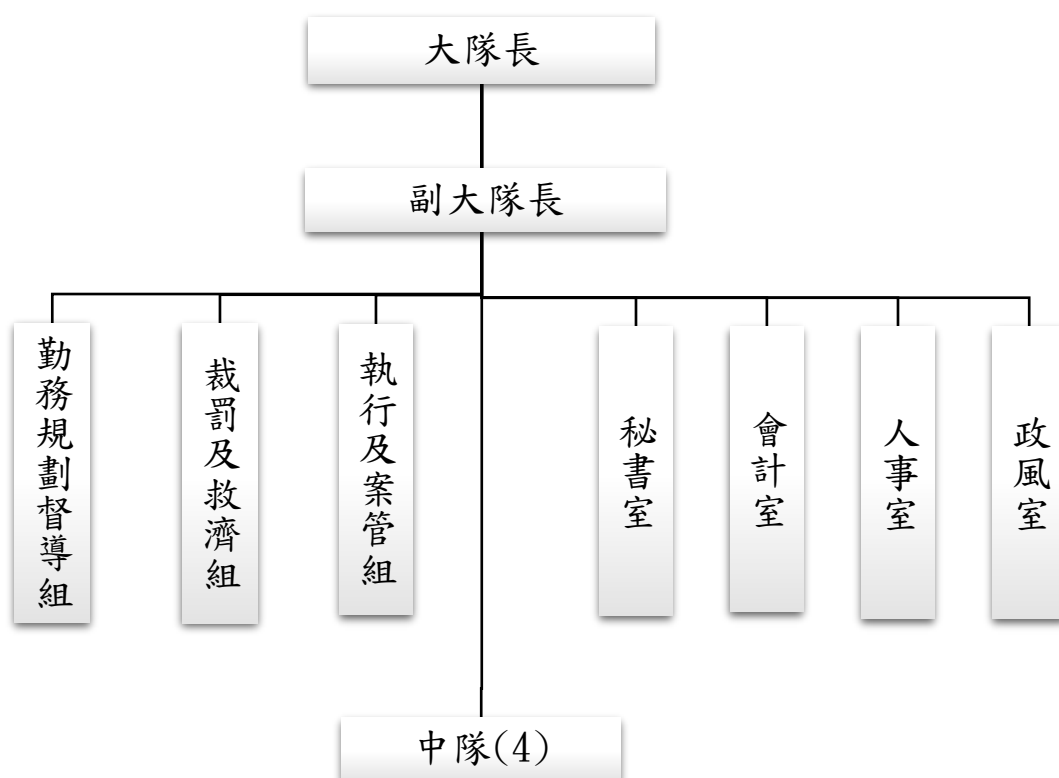 大隊長
副大隊長
勤務規劃督導組
裁罰及救濟組
執行及案管組
秘書室
會計室
人事室
政風室
中隊(4)